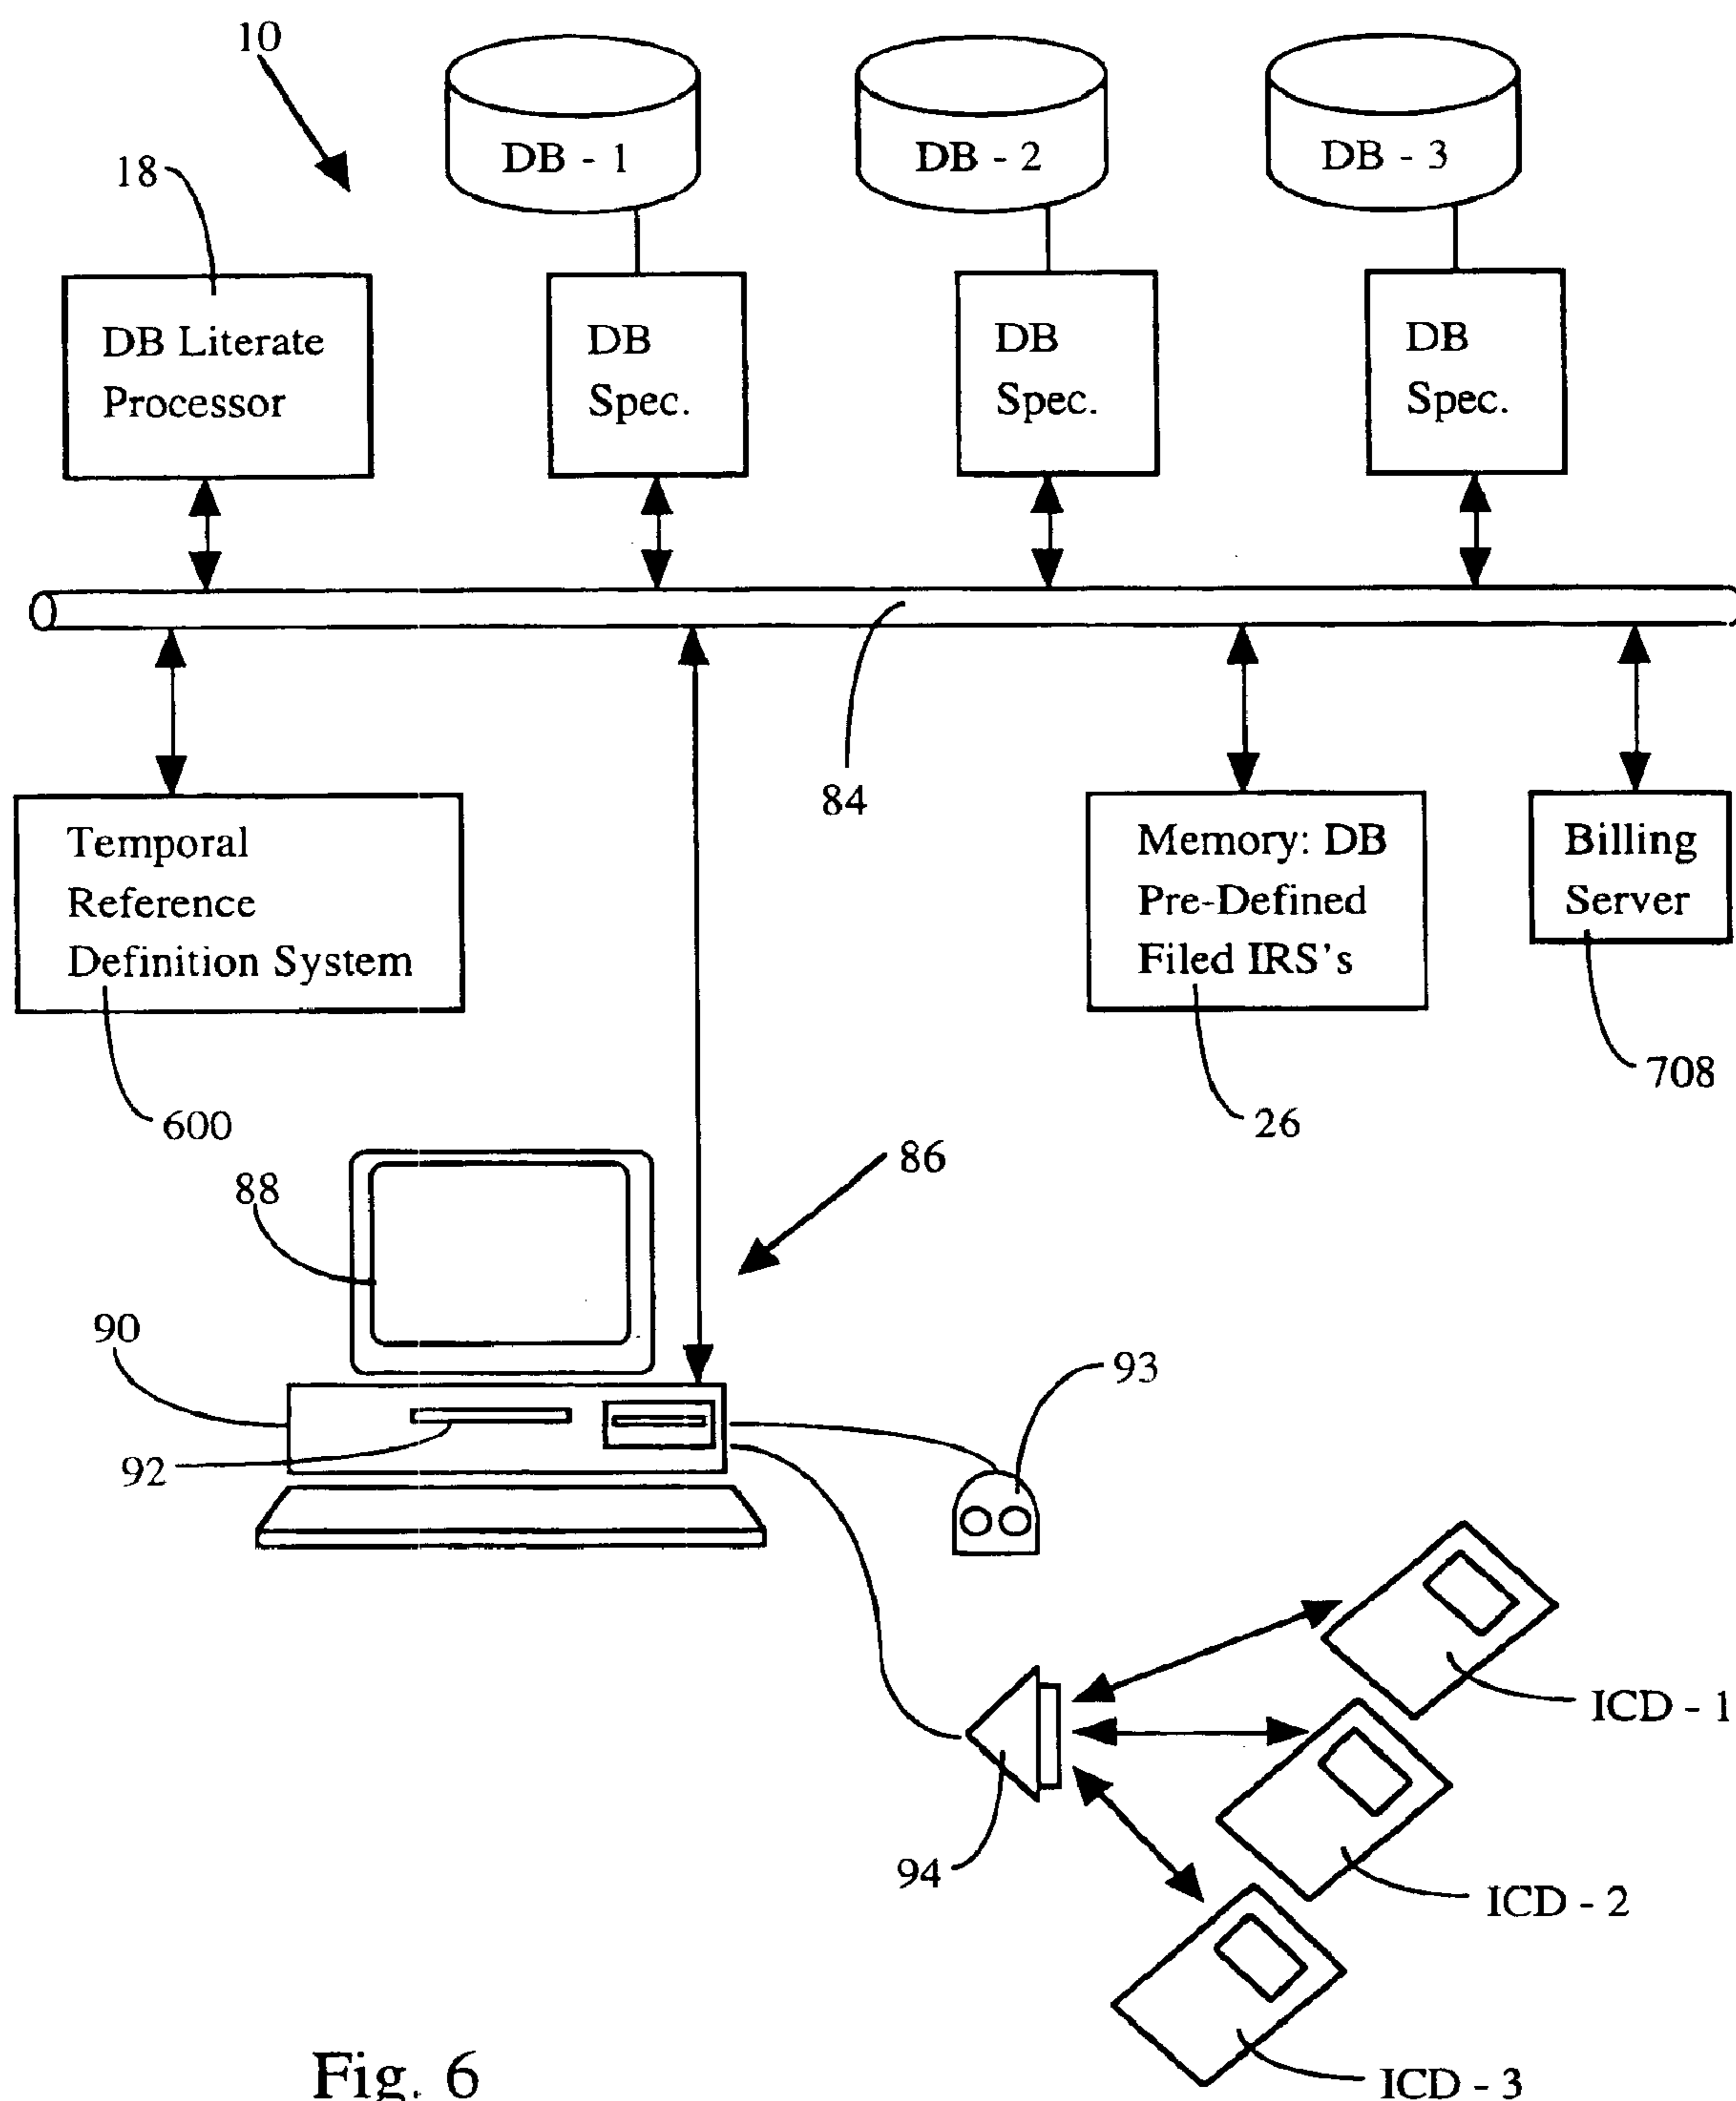 10
DB - 1
DB - 2
DB - 3
18
DB Literate
Processor
DB
Spec.
DB
Spec.
DB
Spec.
84
Temporal
Reference
Definition System
Memory: DB
Pre-Defined
Filed IRS's
Billing
Server
708
600
26
86
88
90
93
92
ICD - 1
94
ICD - 2
ICD - 3
Fig. 6